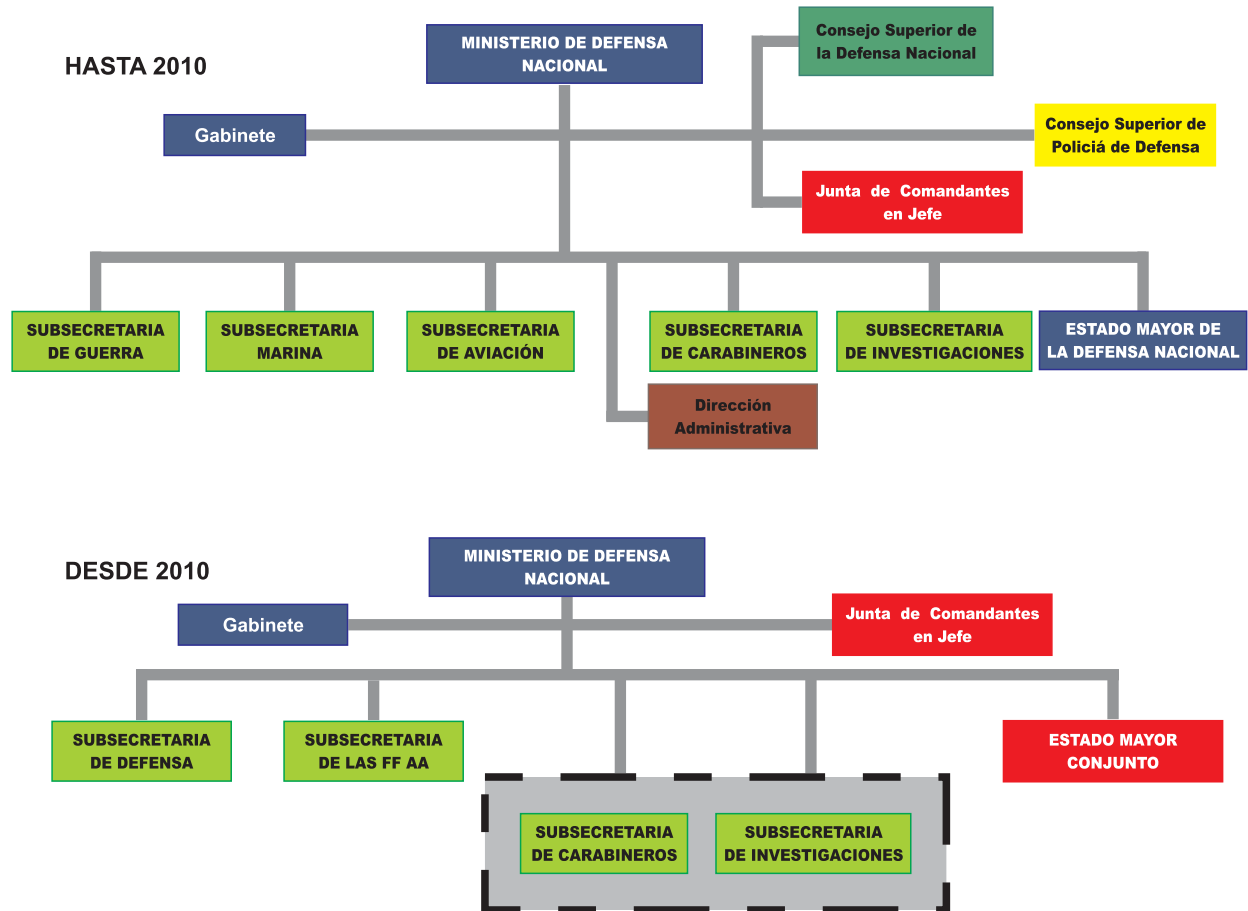 HASTA 2010
MINISTERIO DE DEFENSA
NACIONAL
Consejo Superior de
la Defensa Nacional
Gabinete
Consejo Superior de
Policiá de Defensa
Junta de Comandantes
en Jefe
SUBSECRETARIA
DE GUERRA
SUBSECRETARIA
MARINA
SUBSECRETARIA
DE AVIACIÓN
SUBSECRETARIA
DE CARABINEROS
SUBSECRETARIA
DE INVESTIGACIONES
ESTADO MAYOR DE
LA DEFENSA NACIONAL
Dirección
Administrativa
DESDE 2010
MINISTERIO DE DEFENSA
NACIONAL
Gabinete
Junta de Comandantes
en Jefe
SUBSECRETARIA
DE DEFENSA
SUBSECRETARIA
DE LAS FF AA
ESTADO MAYOR
CONJUNTO
SUBSECRETARIA
DE CARABINEROS
SUBSECRETARIA
DE INVESTIGACIONES